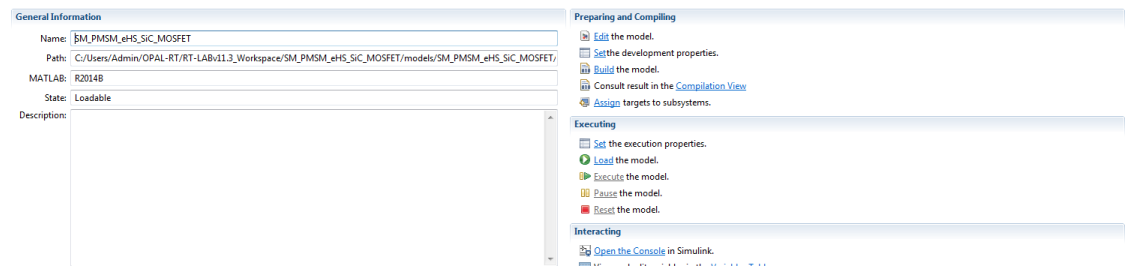 General Information
Name: SM_PMSM_eHS_SiC_MOSFET
Path: C:/Users/Admin/OPAL-RT/RT-LABv11.3_Workspace/SM_PMSM_eHS_SiC_MOSFET/models/SM_PMSM_eHS_SiC_MOSFET/
MATLAB: R2014B
State: Loadable
Description:
Preparing and Compiling
Edit the model.
Setthe development properties.
Build the model.
Consult result in the Compilation View
Assign targets to subsystems.
Executing
Set the execution properties.
Load the model.
Execute the model.
Pause the model.
Reset the model.
Interacting
Open the Console in Simulink.